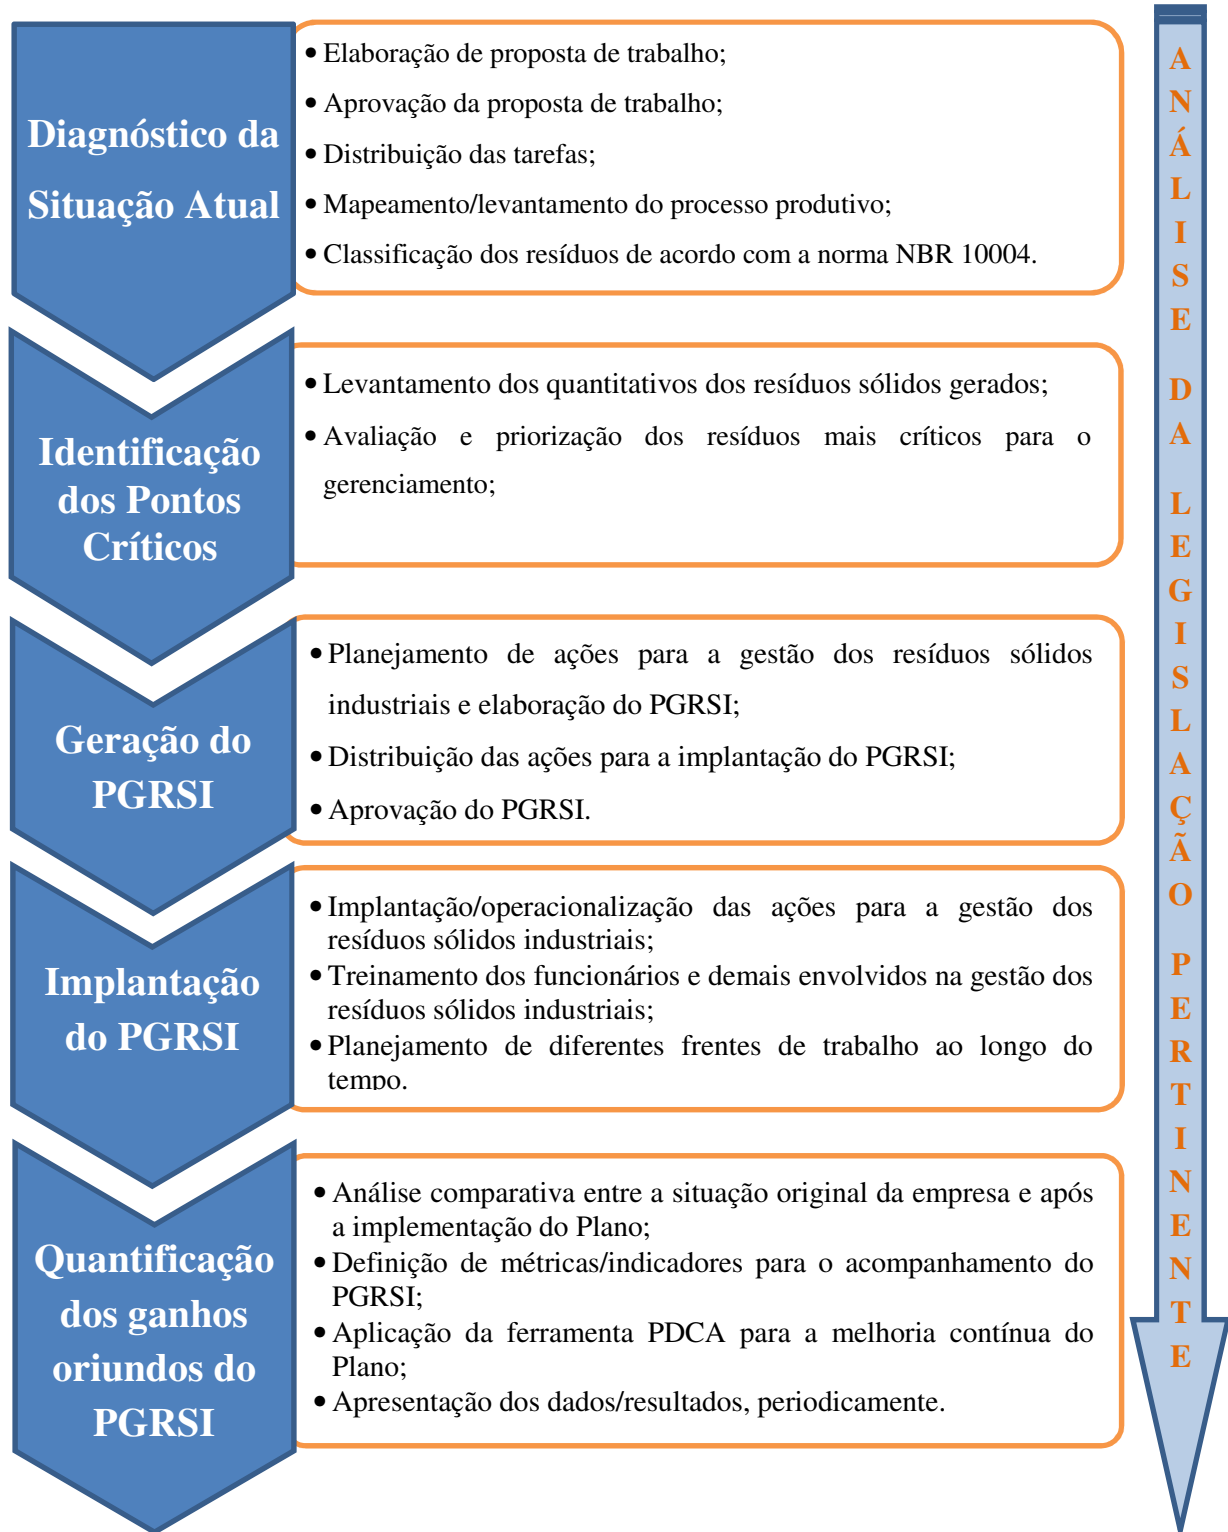 Diagnóstico da
Situação Atual
• Elaboração de proposta de trabalho;
• Aprovação da proposta de trabalho;
• Distribuição das tarefas;
• Mapeamento/levantamento do processo produtivo;
• Classificação dos resíduos de acordo com a norma NBR 10004.
Identificação
dos Pontos
Críticos
• Levantamento dos quantitativos dos resíduos sólidos gerados;
• Avaliação e priorização dos resíduos mais críticos para o
gerenciamento;
Geração do
PGRSI
• Planejamento de ações para a gestão dos resíduos sólidos
industriais e elaboração do PGRSI;
• Distribuição das ações para a implantação do PGRSI;
• Aprovação do PGRSI.
Implantação
do PGRSI
• Implantação/operacionalização das ações para a gestão dos
resíduos sólidos industriais;
• Treinamento dos funcionários e demais envolvidos na gestão dos
resíduos sólidos industriais;
• Planejamento de diferentes frentes de trabalho ao longo do
tempo.
Quantificação
dos ganhos
oriundos do
PGRSI
• Análise comparativa entre a situação original da empresa e após
a implementação do Plano;
• Definição de métricas/indicadores para o acompanhamento do
PGRSI;
• Aplicação da ferramenta PDCA para a melhoria contínua do
Plano;
• Apresentação dos dados/resultados, periodicamente.
ANÁLISE DA LEGISLAÇÃO PERTINENTE